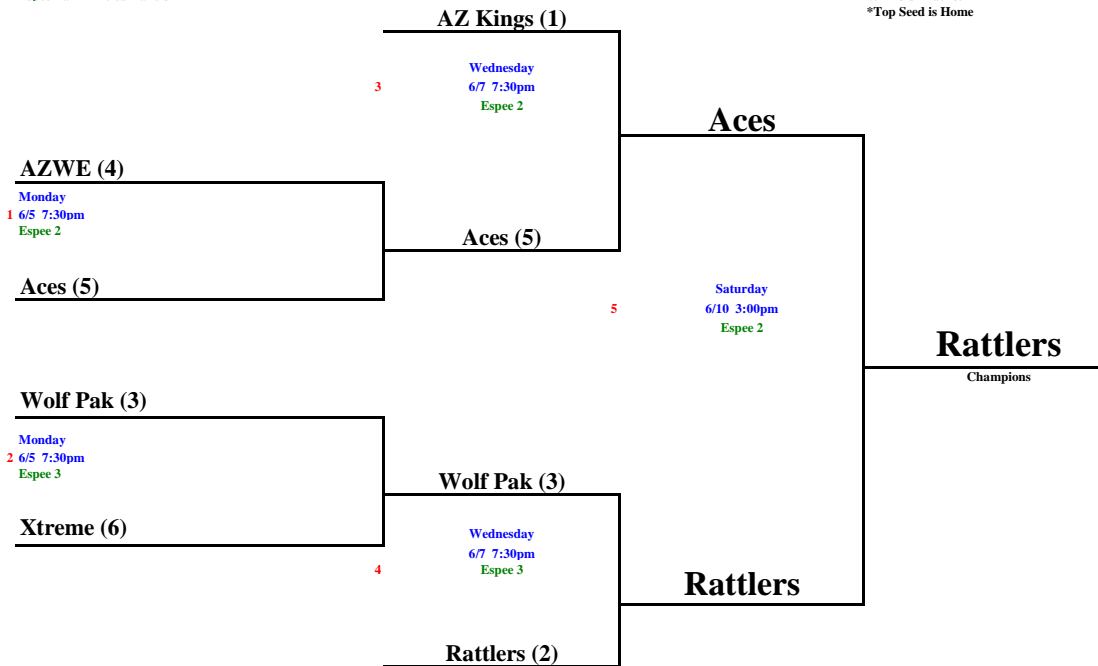 AZ Kings (1)
*Top Seed is Home
Wednesday
3 6/7 7:30pm
Espee 2
Aces
AZWE (4)
Monday
1 6/5 7:30pm
Espee 2
Aces (5)
Aces (5)
Saturday
5 6/10 3:00pm
Espee 2
Rattlers
Champions
Wolf Pak (3)
Monday
2 6/5 7:30pm
Espee 3
Wolf Pak (3)
Xtreme (6)
Wednesday
6/7 7:30pm
4 Espee 3
Rattlers
Rattlers (2)